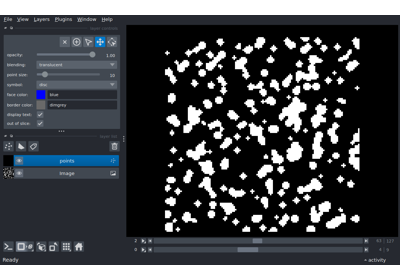 File View Layers Plugins Window Help
opacity: 1.00
blending: translucent
point size: 10
symbol: disc
face color: blue
border color: dimgrey
display text:
out of slice:
points
Image
2
0
Ready
activity